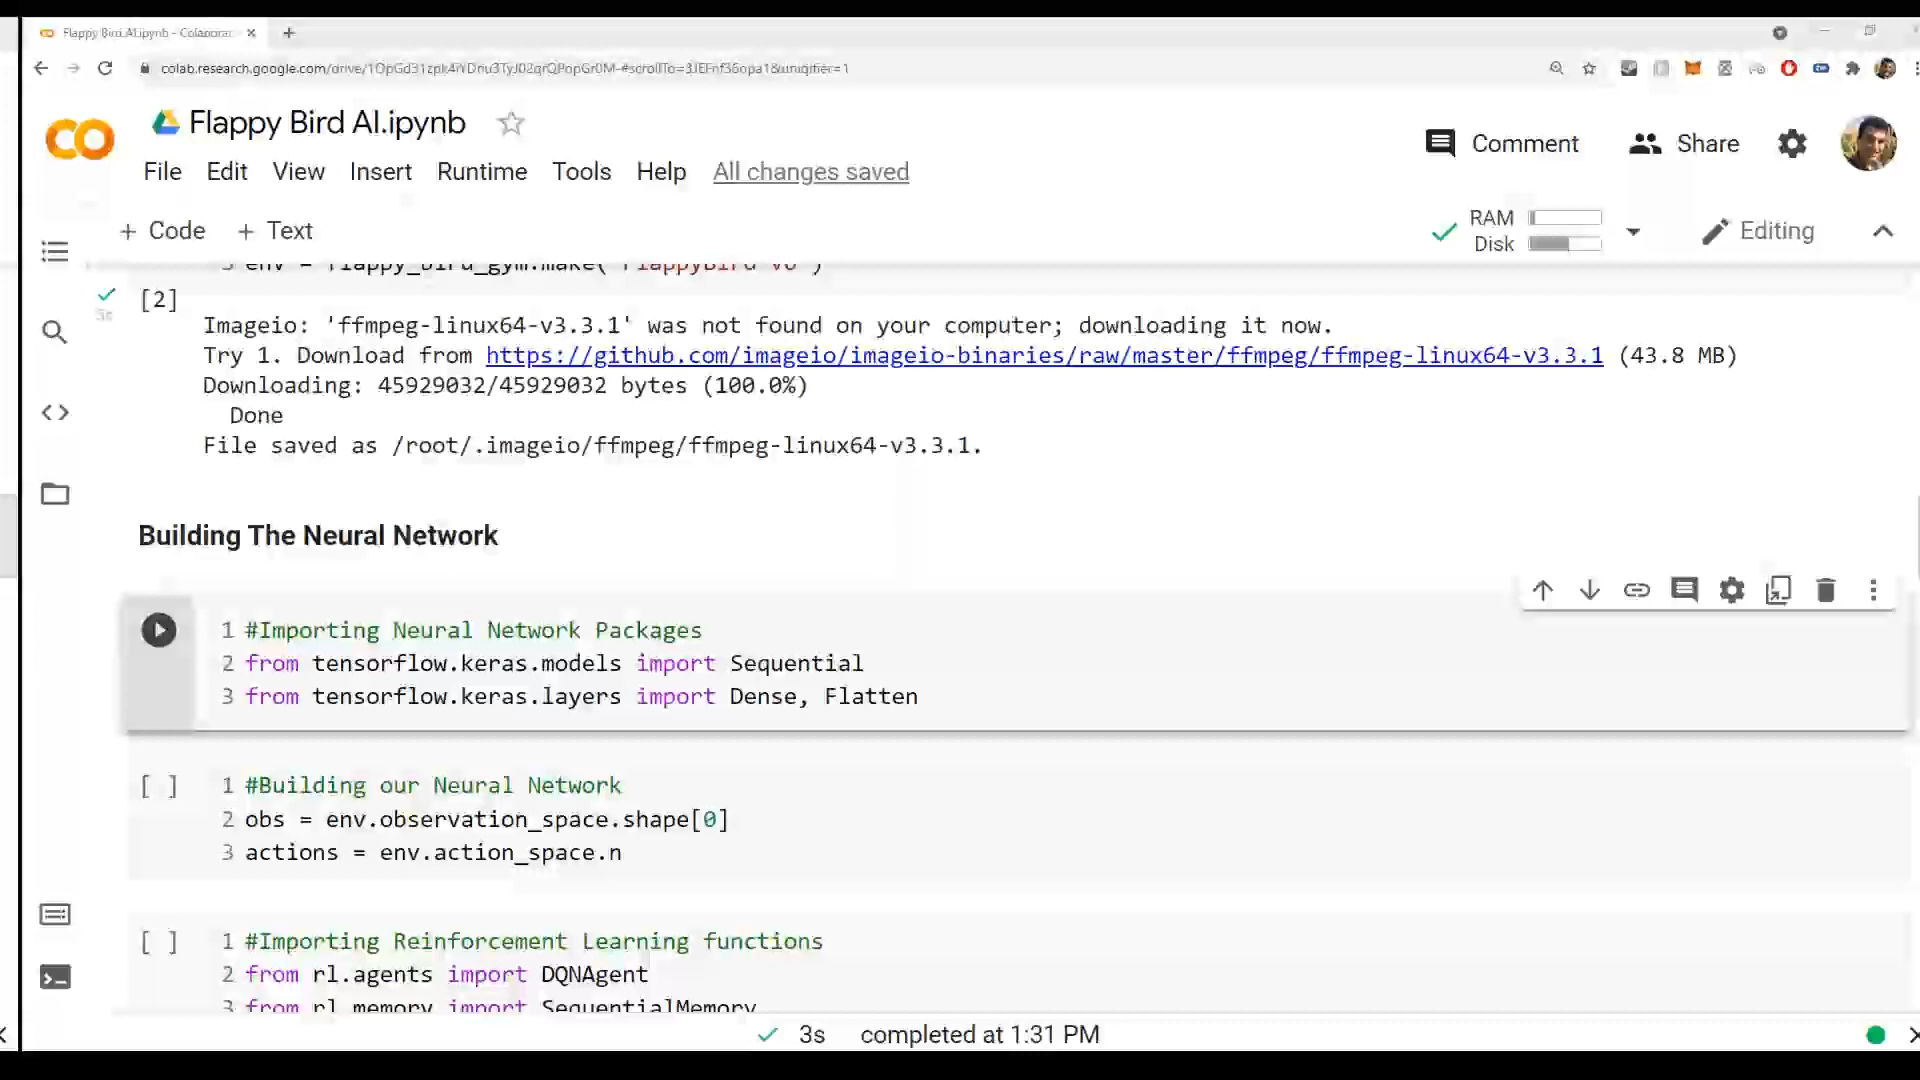 Flappy Bird AI.ipynb - Colaborat
colab.research.google.com/drive/
Flappy Bird AI.ipynb
Comment
Share
File Edit View Insert Runtime Tools Help All changes saved
+ Code + Text
RAM
Disk
Editing
3 env = flappy_bird_gym.make("FlappyBird-v0")
3s
[2]
Imageio: 'ffmpeg-linux64-v3.3.1' was not found on your computer; downloading it now.
Try 1. Download from https://github.com/imageio/imageio-binaries/raw/master/ffmpeg/ffmpeg-linux64-v3.3.1 (43.8 MB)
Downloading: 45929032/45929032 bytes (100.0%)
Done
File saved as /root/.imageio/ffmpeg/ffmpeg-linux64-v3.3.1.
Building The Neural Network
1 #Importing Neural Network Packages
2 from tensorflow.keras.models import Sequential
3 from tensorflow.keras.layers import Dense, Flatten
[ ] 1 #Building our Neural Network
2 obs = env.observation_space.shape[0]
3 actions = env.action_space.n
[ ] 1 #Importing Reinforcement Learning functions
2 from rl.agents import DQNAgent
3 from rl.memory import SequentialMemory
3s completed at 1:31 PM